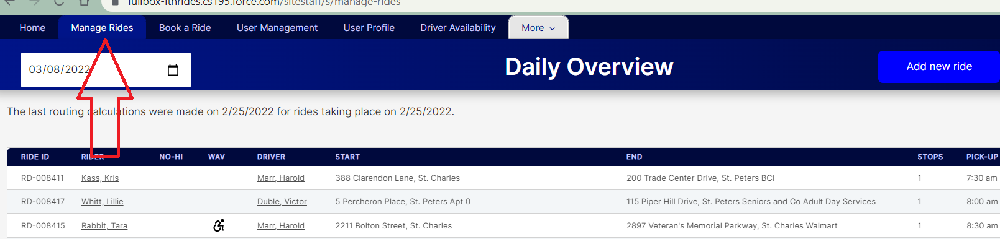 fullbox-ithrides.cs195.force.com/sitestaff/s/manage-rides
Home Manage Rides Book a Ride User Management User Profile Driver Availability More
03/08/2022 Daily Overview Add new ride
The last routing calculations were made on 2/25/2022 for rides taking place on 2/25/2022.
RIDE ID RIDER NO-HI WAV DRIVER START END STOPS PICK-UP
RD-008411 Kass, Kris Marr, Harold 388 Clarendon Lane, St. Charles 200 Trade Center Drive, St. Peters BCI 1 7:30 am
RD-008417 Whitt, Lillie Duble, Victor 5 Percheron Place, St. Peters Apt 0 115 Piper Hill Drive, St. Peters Seniors and Co Adult Day Services 1 8:00 am
RD-008415 Rabbit, Tara Marr, Harold 2211 Bolton Street, St. Charles 2897 Veteran's Memorial Parkway, St. Charles Walmart 1 8:30 am